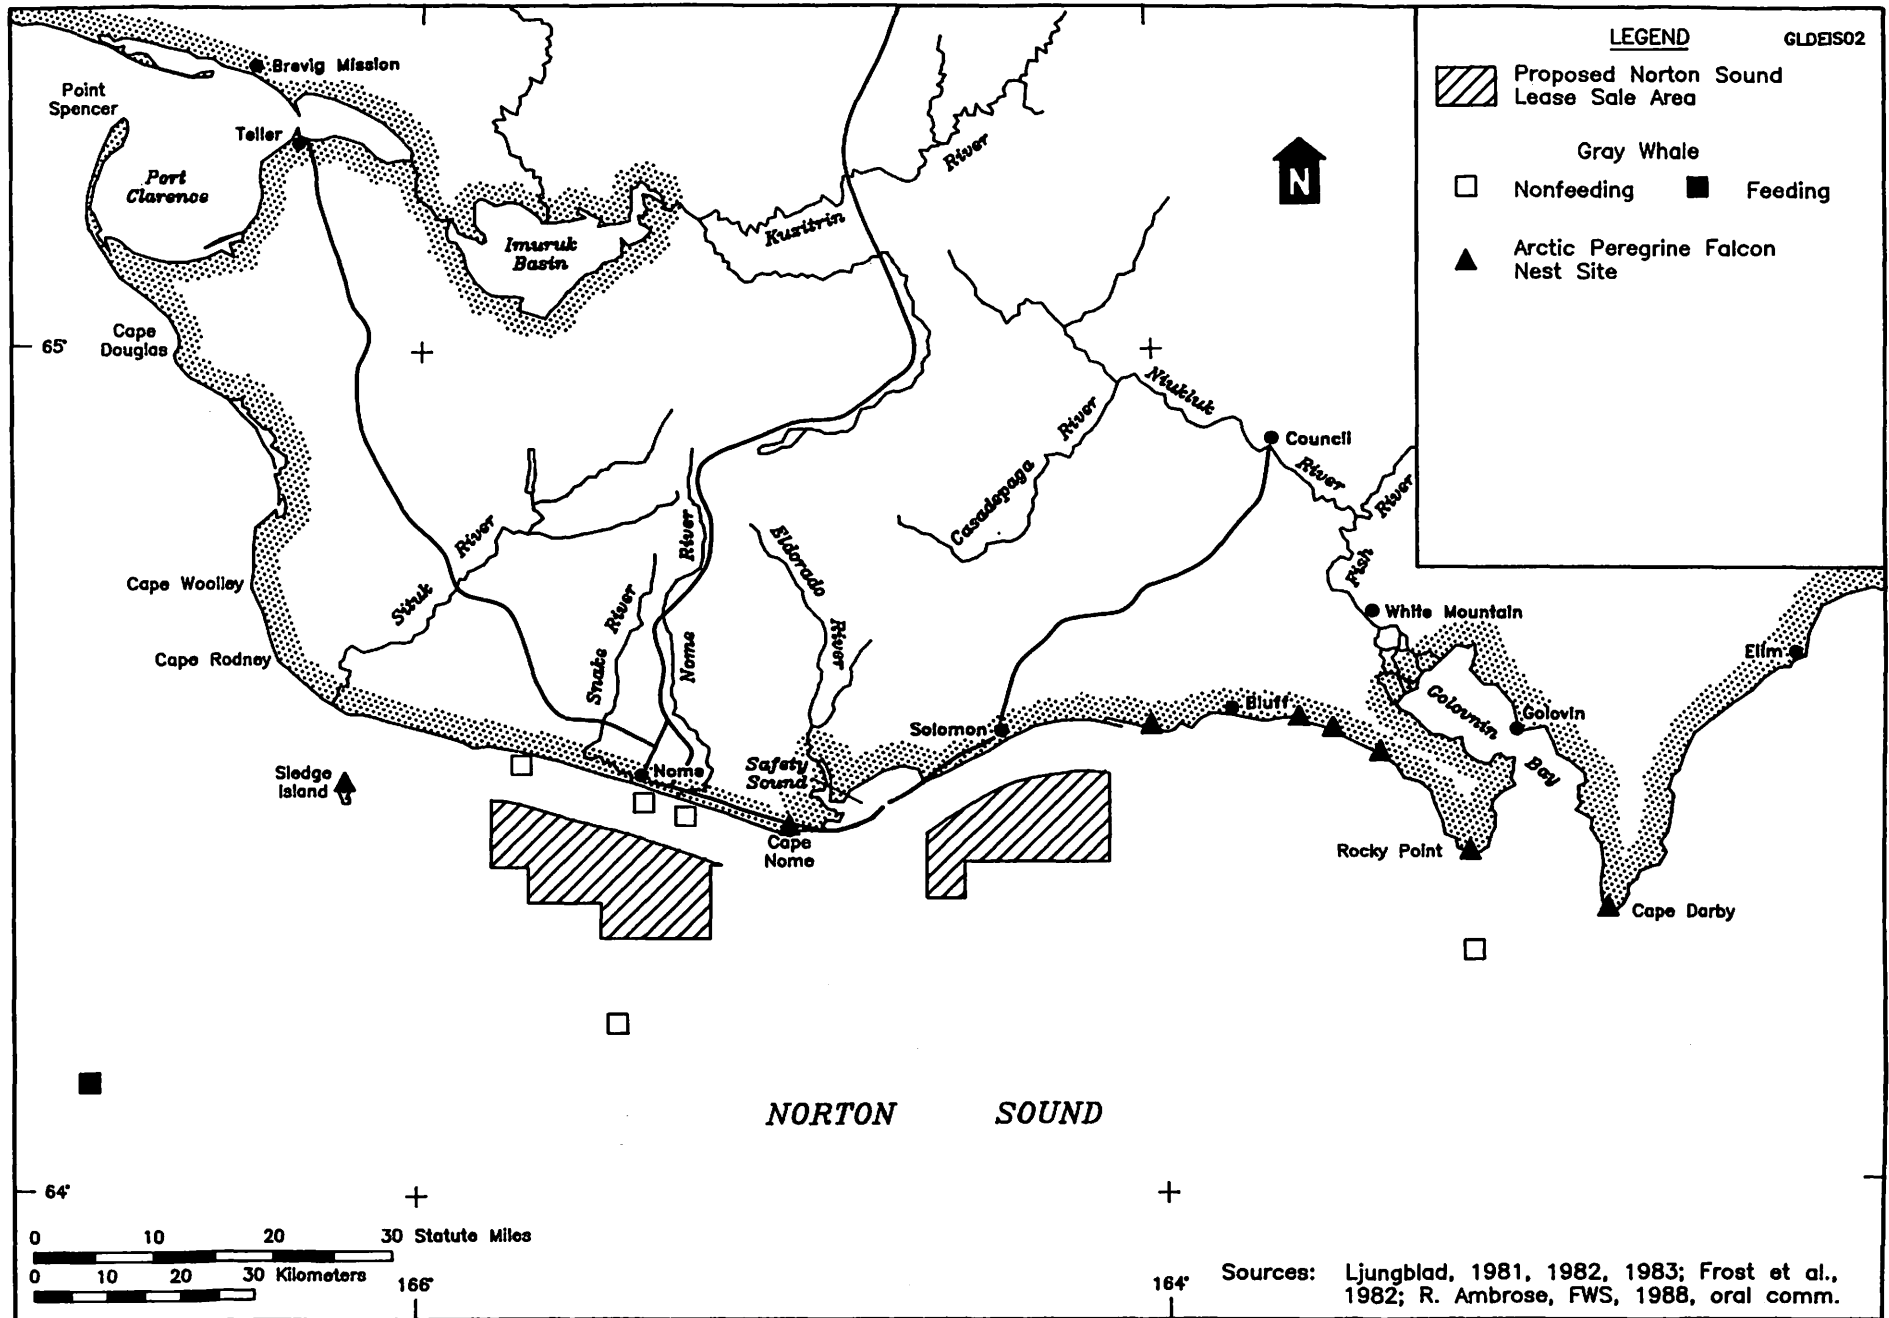 LEGEND
GLDEIS02
Proposed Norton Sound
Lease Sale Area
Gray Whale
Nonfeeding
Feeding
Arctic Peregrine Falcon
Nest Site
N
Brevig Mission
Point
Spencer
Teller
Port
Clarence
Imuruk
Basin
Kuzitrin
River
Cape
Douglas
65°
Niukluk
River
Council
Casadepaga
River
River
Fish
White Mountain
Elim
Cape Woolley
Cape Rodney
Situk
River
Snake
River
Nome
River
Eldorado
River
Solomon
Bluff
Golovnin
Bay
Golovin
Sledge
Island
Nome
Safety
Sound
Cape
Nome
Rocky Point
Cape Darby
NORTON SOUND
64°
0 10 20 30 Statute Miles
0 10 20 30 Kilometers
166°
164°
Sources: Ljungblad, 1981, 1982, 1983; Frost et al.,
1982; R. Ambrose, FWS, 1988, oral comm.